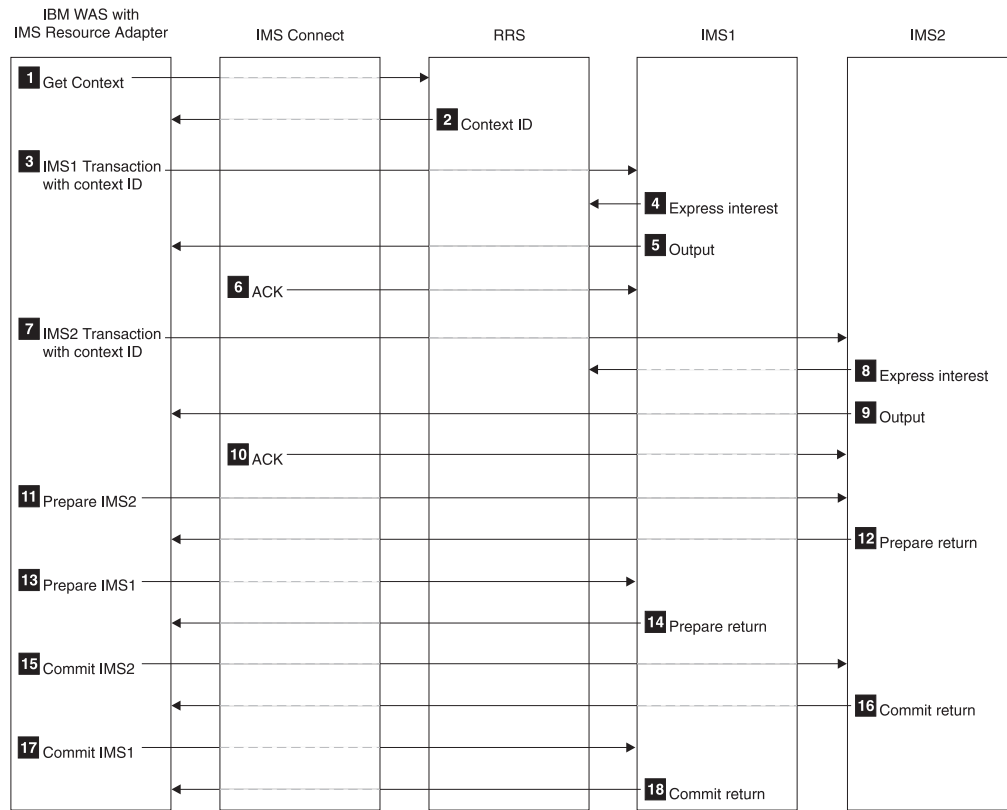 IBM WAS with
IMS Resource Adapter
IMS Connect
RRS
IMS1
IMS2
1 Get Context
2 Context ID
3 IMS1 Transaction
with context ID
4 Express interest
5 Output
6 ACK
7 IMS2 Transaction
with context ID
8 Express interest
9 Output
10 ACK
11 Prepare IMS2
12 Prepare return
13 Prepare IMS1
14 Prepare return
15 Commit IMS2
16 Commit return
17 Commit IMS1
18 Commit return